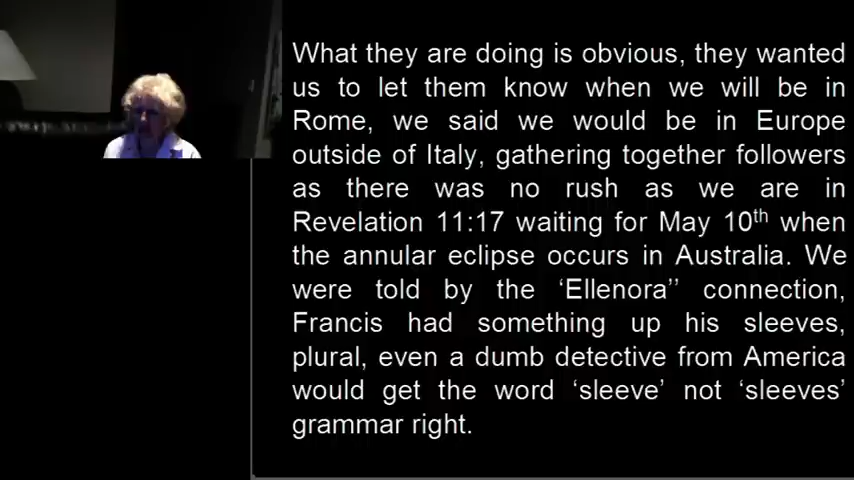 What they are doing is obvious, they wanted
us to let them know when we will be in
Rome, we said we would be in Europe
outside of Italy, gathering together followers
as there was no rush as we are in
Revelation 11:17 waiting for May 10th when
the annular eclipse occurs in Australia. We
were told by the ‘Ellenora’’ connection,
Francis had something up his sleeves,
plural, even a dumb detective from America
would get the word ‘sleeve’ not ‘sleeves’
grammar right.